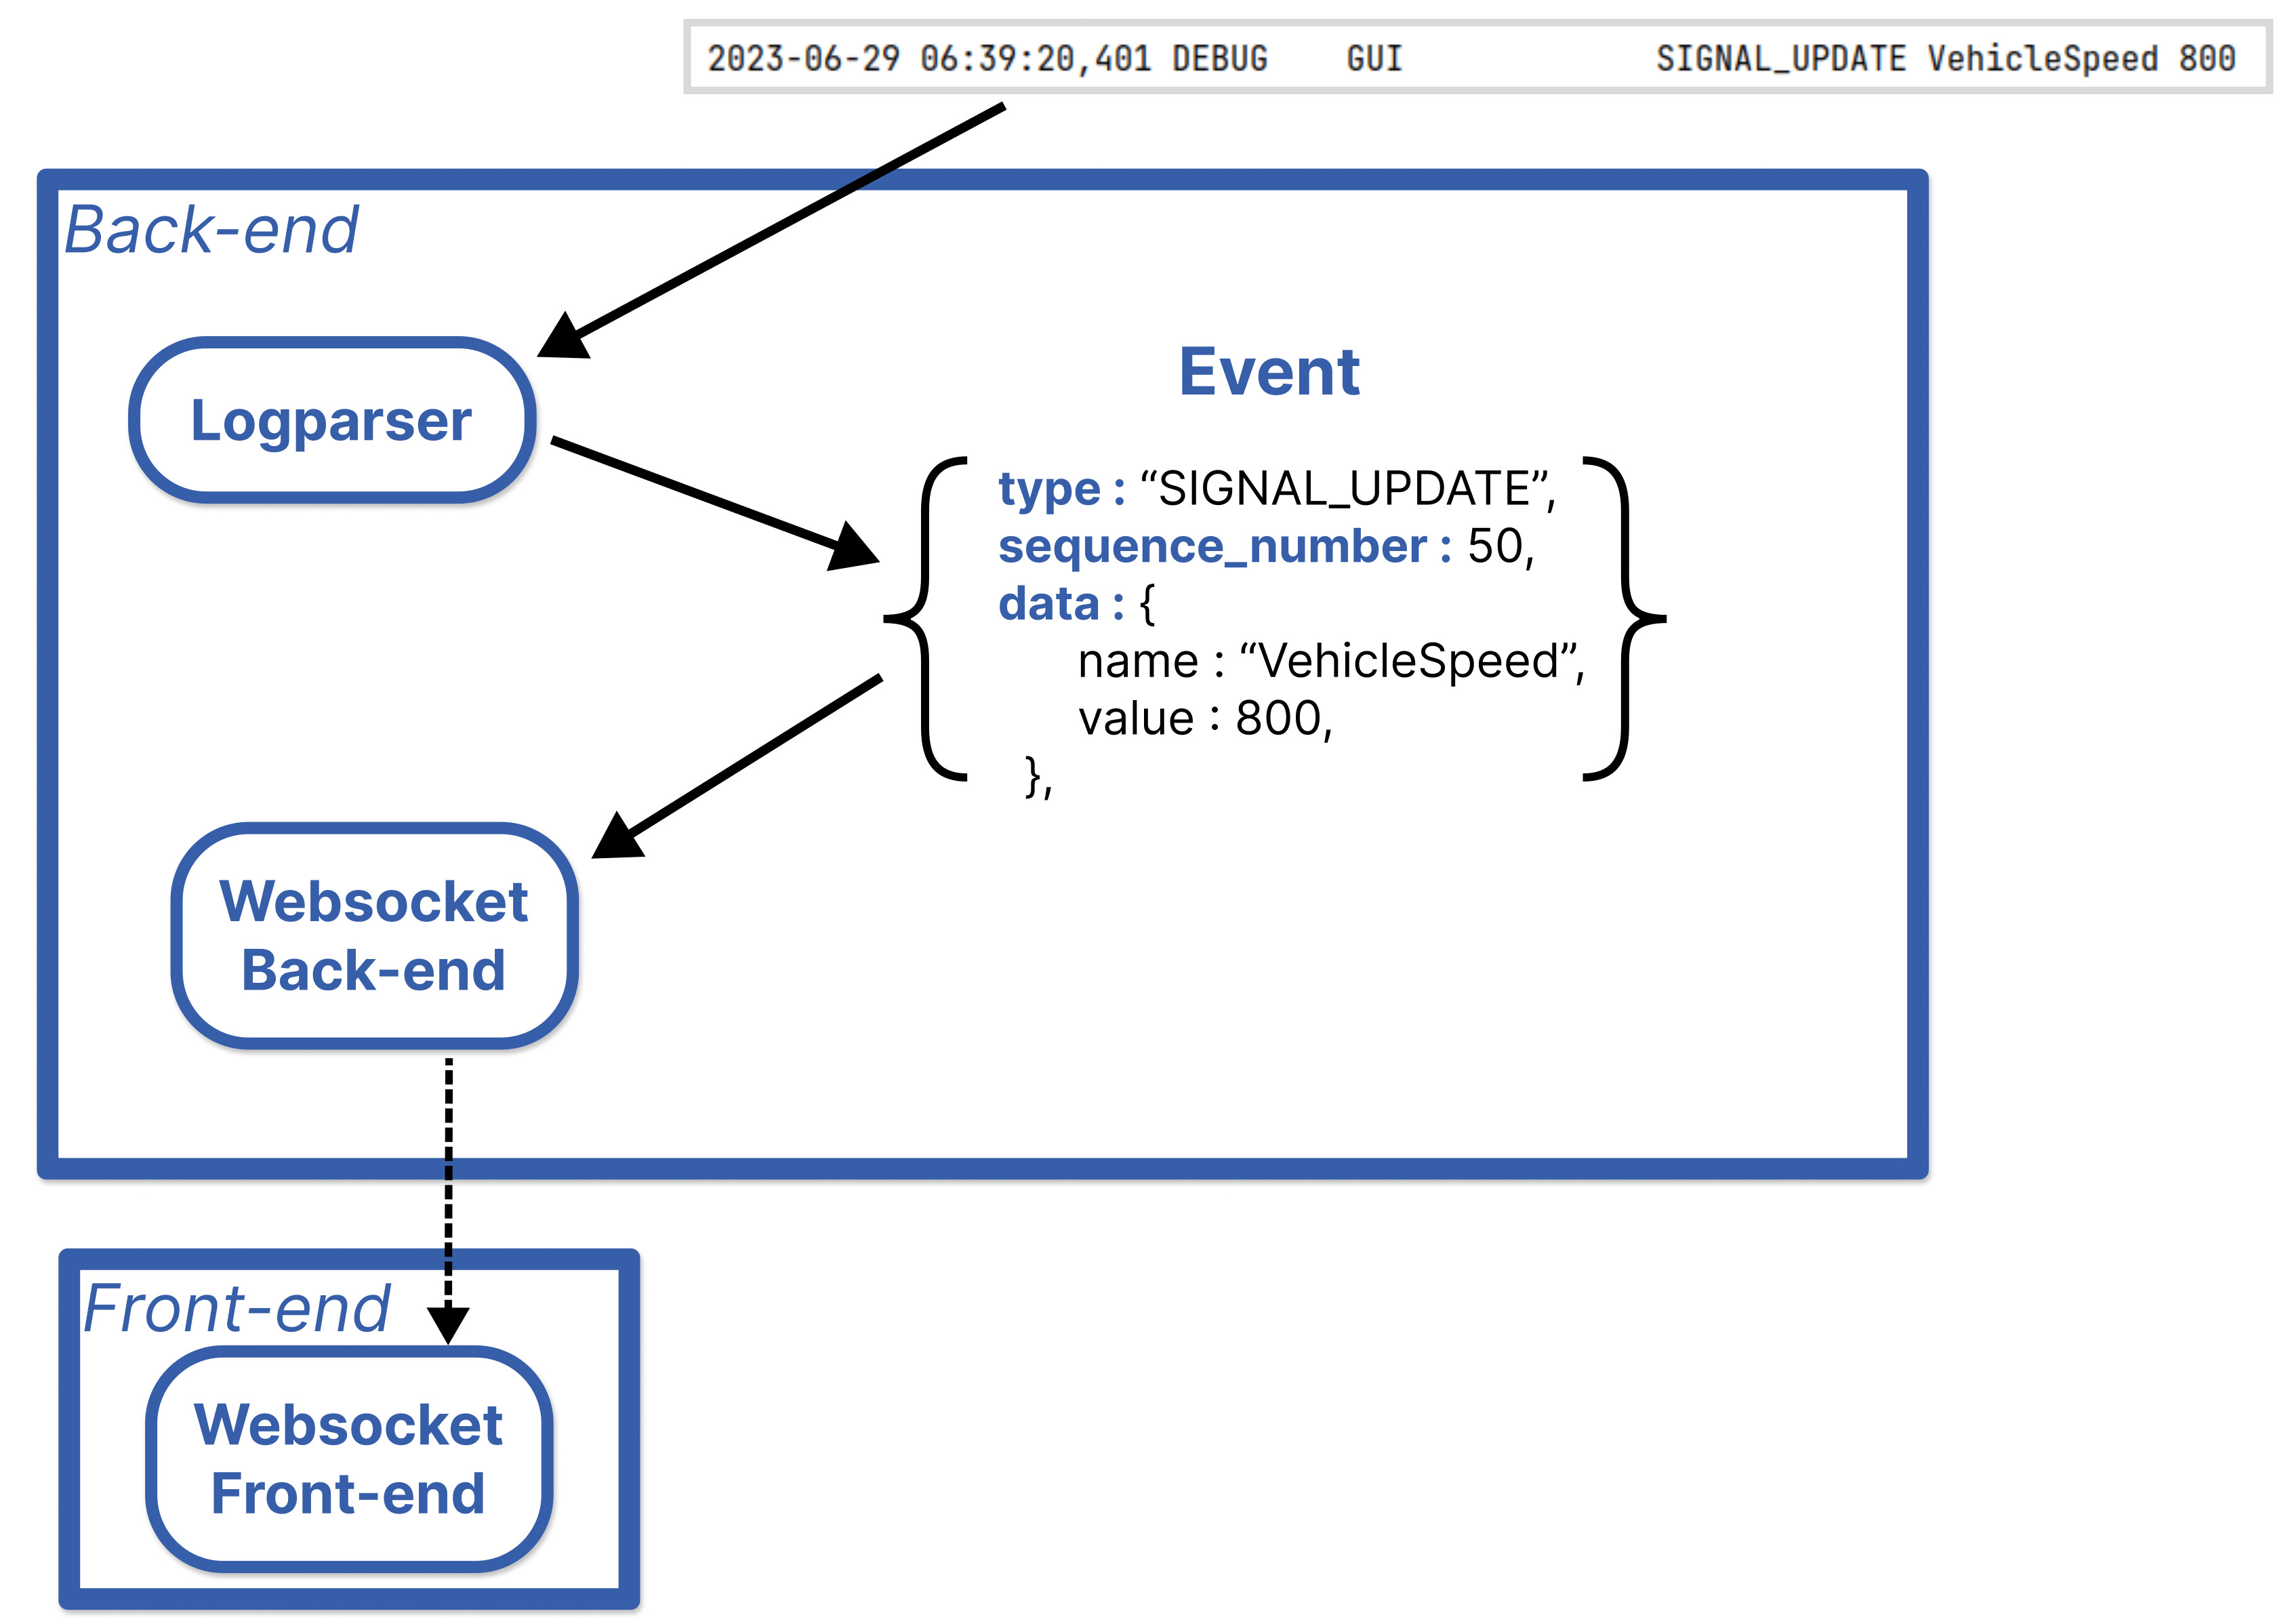 2023-06-29 06:39:20,401 DEBUG GUI SIGNAL_UPDATE VehicleSpeed 800
Back-end
Logparser
Event
{
type : “SIGNAL_UPDATE”,
sequence_number : 50,
data : {
name : “VehicleSpeed”,
value : 800,
},
}
Websocket
Back-end
Front-end
Websocket
Front-end